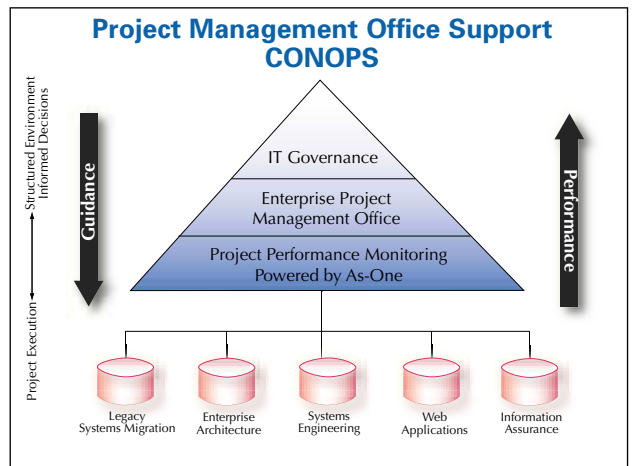 Project Management Office Support
CONOPS
Structured Environment
Informed Decisions
Project Execution
Guidance
IT Governance
Enterprise Project
Management Office
Project Performance Monitoring
Powered by As-One
Performance
Legacy
Systems Migration
Enterprise
Architecture
Systems
Engineering
Web
Applications
Information
Assurance